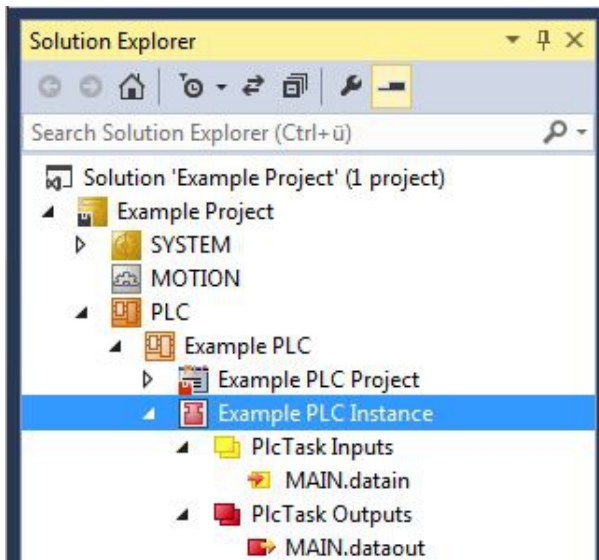 Solution Explorer
Search Solution Explorer (Ctrl+ü)
Solution 'Example Project' (1 project)
Example Project
SYSTEM
MOTION
PLC
Example PLC
Example PLC Project
Example PLC Instance
PlcTask Inputs
MAIN.datain
PlcTask Outputs
MAIN.dataout